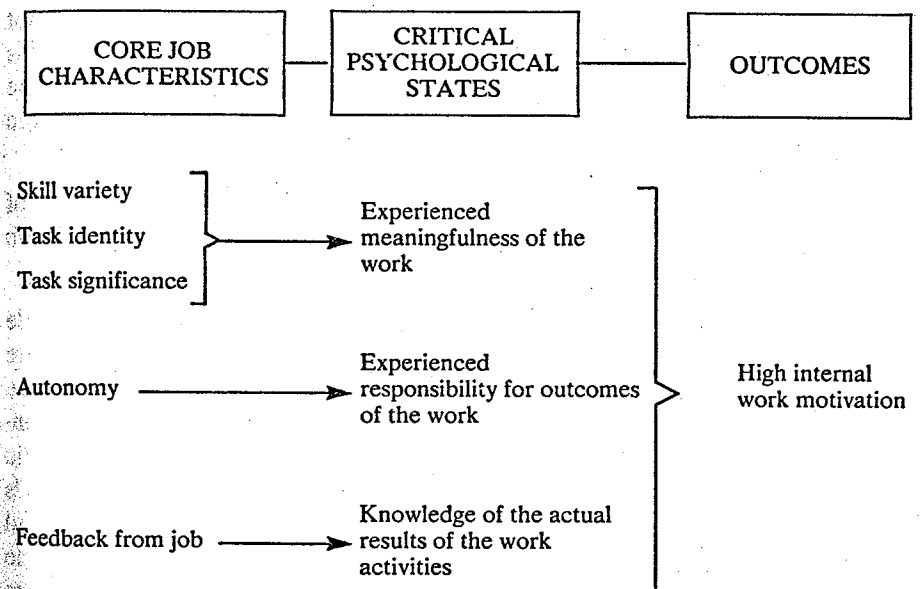 CORE JOB
CHARACTERISTICS
CRITICAL
PSYCHOLOGICAL
STATES
OUTCOMES
Skill variety
Task identity
Task significance
Experienced
meaningfulness of the
work
Autonomy
Experienced
responsibility for outcomes
of the work
High internal
work motivation
Feedback from job
Knowledge of the actual
results of the work
activities